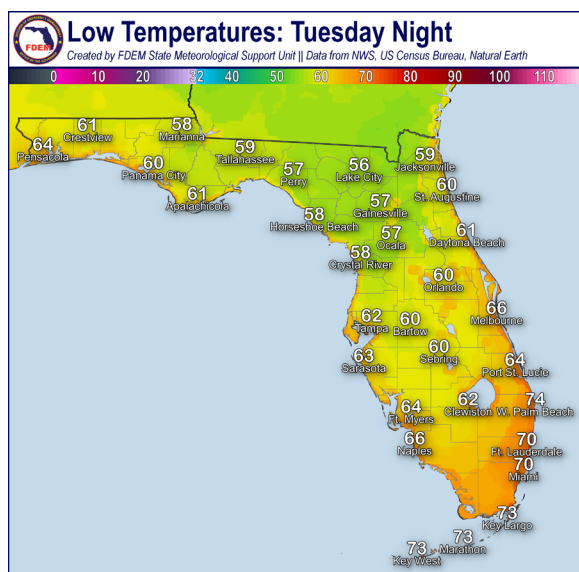 Low Temperatures: Tuesday Night
Created by FDEM State Meteorological Support Unit || Data from NWS, US Census Bureau, Natural Earth
FDEM
0 10 20 32 40 50 60 70 80 90 100 110
61
Crestview
58
Marianna
64
Pensacola
59
Tallahassee
60
Panama City
57
Perry
56
Lake City
59
Jacksonville
61
Apalachicola
60
St. Augustine
58
Horseshoe Beach
57
Gainesville
57
Ocala
61
Daytona Beach
58
Crystal River
60
Orlando
66
Melbourne
62
Tampa
60
Bartow
63
Sarasota
60
Sebring
64
Port St. Lucie
64
Ft. Myers
62
Clewiston
74
W. Palm Beach
66
Naples
70
Ft. Lauderdale
70
Miami
73
Key Largo
73
Marathon
73
Key West